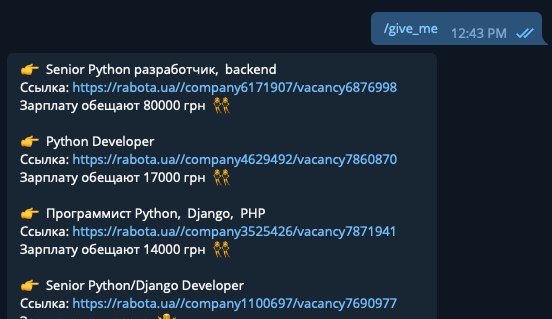 /give_me 12:43 PM
👉 Senior Python разработчик, backend
Ссылка: https://rabota.ua//company6171907/vacancy6876998
Зарплату обещают 80000 грн 👯
👉 Python Developer
Ссылка: https://rabota.ua//company4629492/vacancy7860870
Зарплату обещают 17000 грн 👯
👉 Программист Python, Django, PHP
Ссылка: https://rabota.ua//company3525426/vacancy7871941
Зарплату обещают 14000 грн 👯
👉 Senior Python/Django Developer
Ссылка: https://rabota.ua//company1100697/vacancy7690977